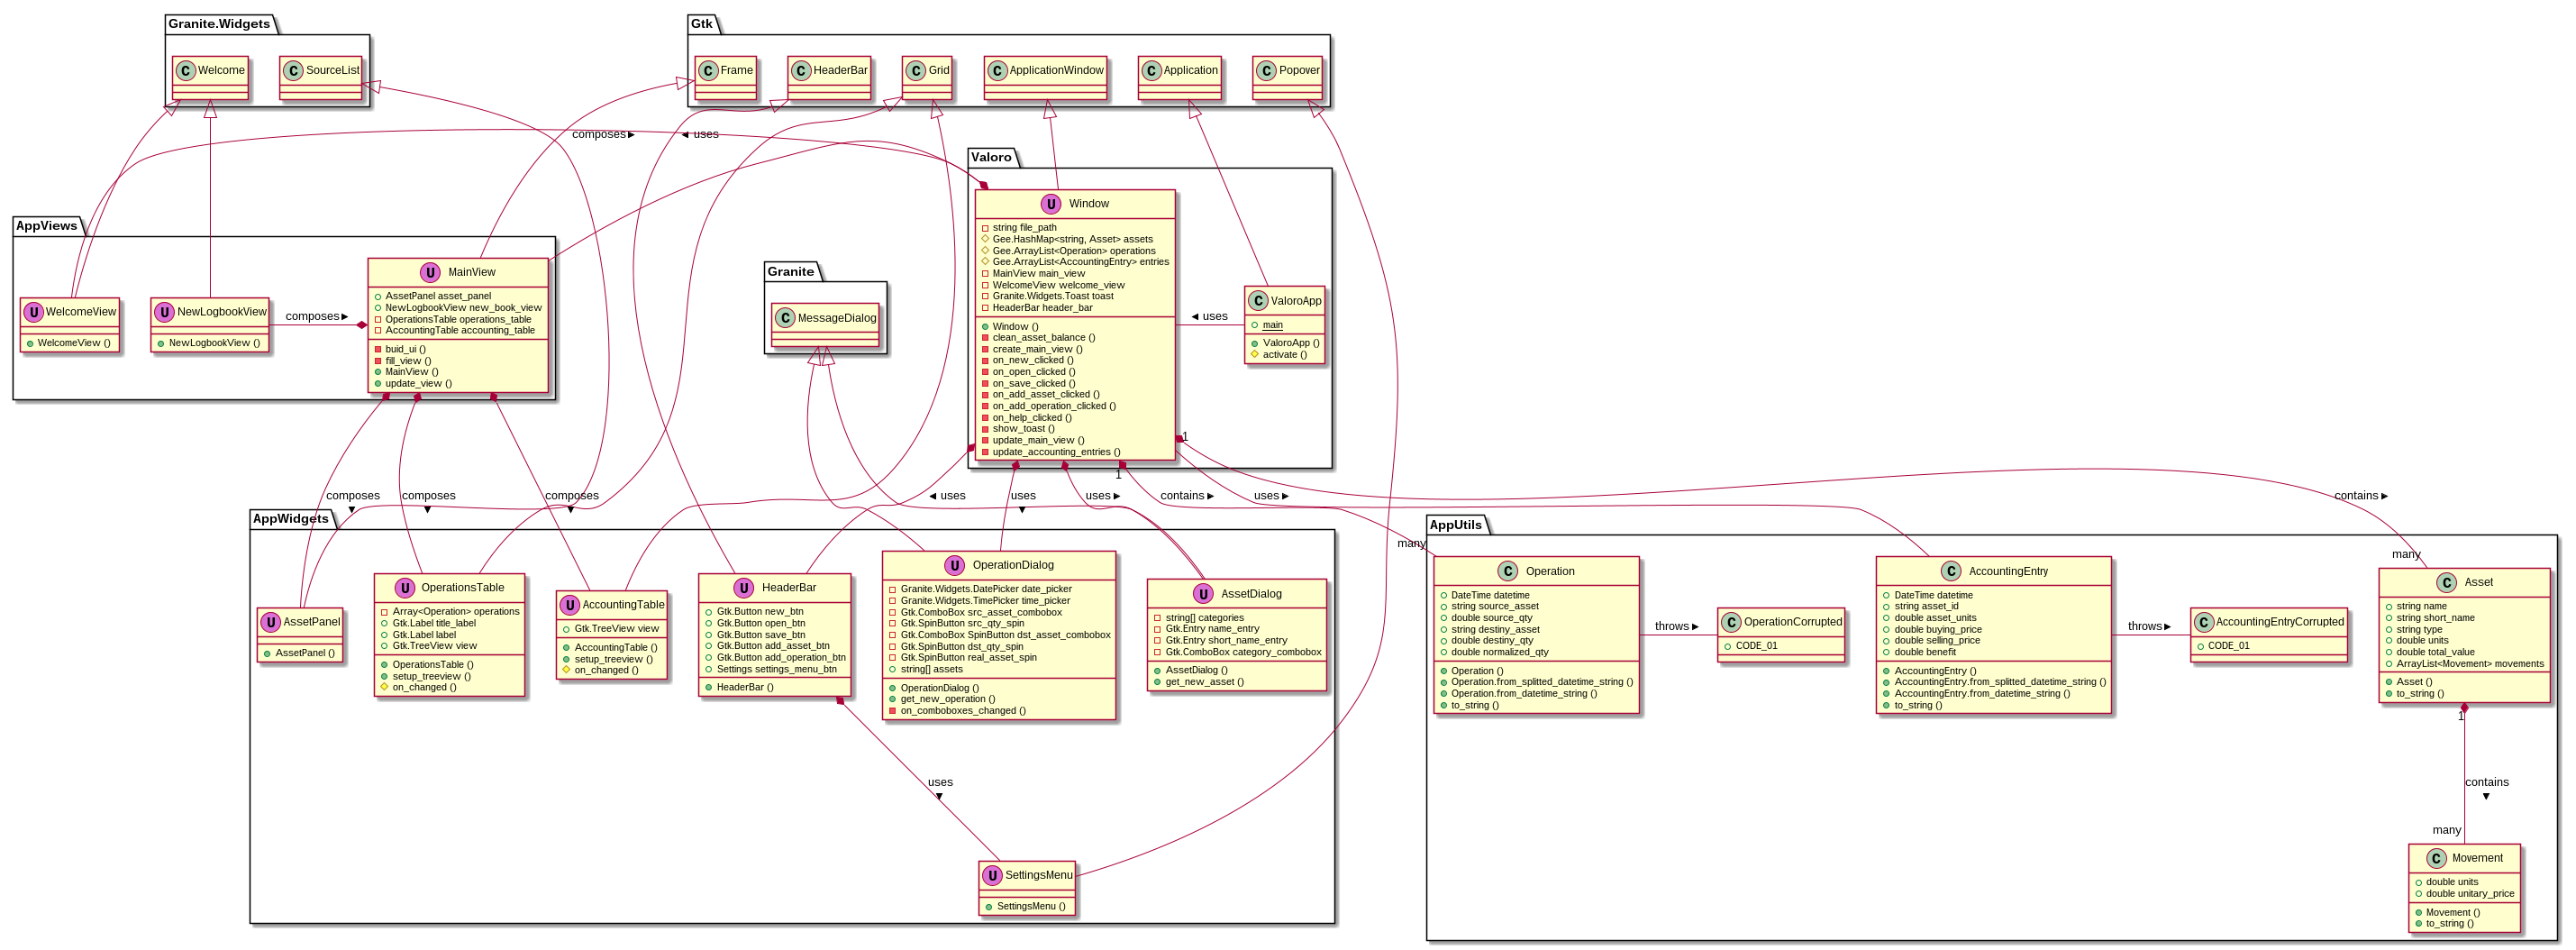 Granite.Widgets
C Welcome
C SourceList
Gtk
C Frame
C HeaderBar
C Grid
C ApplicationWindow
C Application
C Popover
composes ►
◄ uses
Valoro
U Window
string file_path
Gee.HashMap<string, Asset> assets
Gee.ArrayList<Operation> operations
Gee.ArrayList<AccountingEntry> entries
MainView main_view
WelcomeView welcome_view
Granite.Widgets.Toast toast
HeaderBar header_bar
Window ()
clean_asset_balance ()
create_main_view ()
on_new_clicked ()
on_open_clicked ()
on_save_clicked ()
on_add_asset_clicked ()
on_add_operation_clicked ()
on_help_clicked ()
show_toast ()
update_main_view ()
update_accounting_entries ()
◄ uses
C ValoroApp
main
ValoroApp ()
activate ()
AppViews
U WelcomeView
WelcomeView ()
U NewLogbookView
NewLogbookView ()
composes ►
U MainView
AssetPanel asset_panel
NewLogbookView new_book_view
OperationsTable operations_table
AccountingTable accounting_table
buid_ui ()
fill_view ()
MainView ()
update_view ()
Granite
C MessageDialog
1
1
composes
▼
composes
▼
composes
▼
◄ uses
uses
▼
uses ►
contains ►
uses ►
contains ►
many
many
AppWidgets
U AssetPanel
AssetPanel ()
U OperationsTable
Array<Operation> operations
Gtk.Label title_label
Gtk.Label label
Gtk.TreeView view
OperationsTable ()
setup_treeview ()
on_changed ()
U AccountingTable
Gtk.TreeView view
AccountingTable ()
setup_treeview ()
on_changed ()
U HeaderBar
Gtk.Button new_btn
Gtk.Button open_btn
Gtk.Button save_btn
Gtk.Button add_asset_btn
Gtk.Button add_operation_btn
Settings settings_menu_btn
HeaderBar ()
U OperationDialog
Granite.Widgets.DatePicker date_picker
Granite.Widgets.TimePicker time_picker
Gtk.ComboBox src_asset_combobox
Gtk.SpinButton src_qty_spin
Gtk.ComboBox SpinButton dst_asset_combobox
Gtk.SpinButton dst_qty_spin
Gtk.SpinButton real_asset_spin
string[] assets
OperationDialog ()
get_new_operation ()
on_comboboxes_changed ()
U AssetDialog
string[] categories
Gtk.Entry name_entry
Gtk.Entry short_name_entry
Gtk.ComboBox category_combobox
AssetDialog ()
get_new_asset ()
uses
▼
U SettingsMenu
SettingsMenu ()
AppUtils
C Operation
DateTime datetime
string source_asset
double source_qty
string destiny_asset
double destiny_qty
double normalized_qty
Operation ()
Operation.from_splitted_datetime_string ()
Operation.from_datetime_string ()
to_string ()
throws ►
C OperationCorrupted
CODE_01
C AccountingEntry
DateTime datetime
string asset_id
double asset_units
double buying_price
double selling_price
double benefit
AccountingEntry ()
AccountingEntry.from_splitted_datetime_string ()
AccountingEntry.from_datetime_string ()
to_string ()
throws ►
C AccountingEntryCorrupted
CODE_01
C Asset
string name
string short_name
string type
double units
double total_value
ArrayList<Movement> movements
Asset ()
to_string ()
1
contains
▼
many
C Movement
double units
double unitary_price
Movement ()
to_string ()